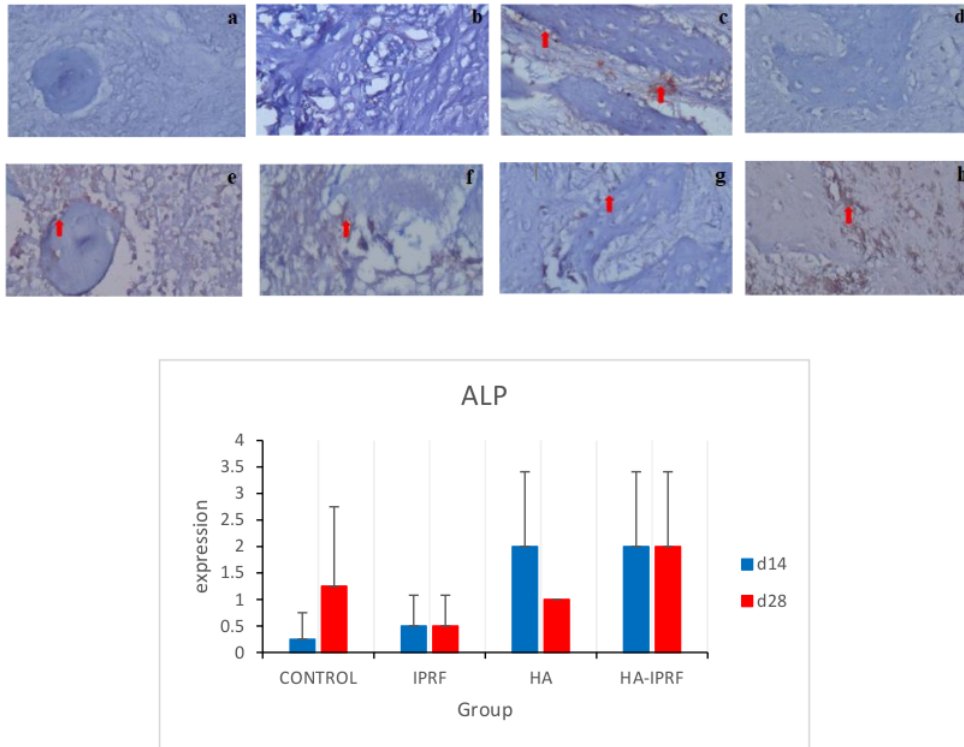 a b c d
e f g h
ALP
4
3.5
3
2.5
2
1.5
1
0.5
0
expression
CONTROL IPRF HA HA-IPRF
Group
d14
d28